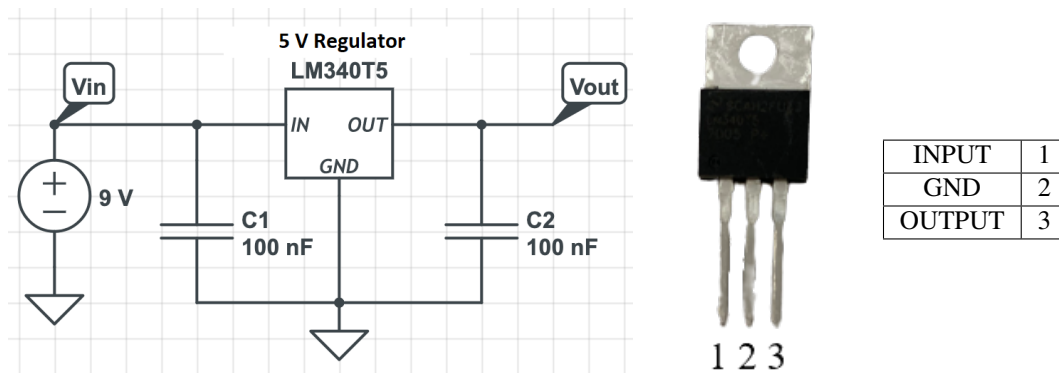 5 V Regulator
LM340T5
Vin
Vout
IN OUT
GND
+
−
9 V
C1
100 nF
C2
100 nF
1 2 3
INPUT 1
GND 2
OUTPUT 3